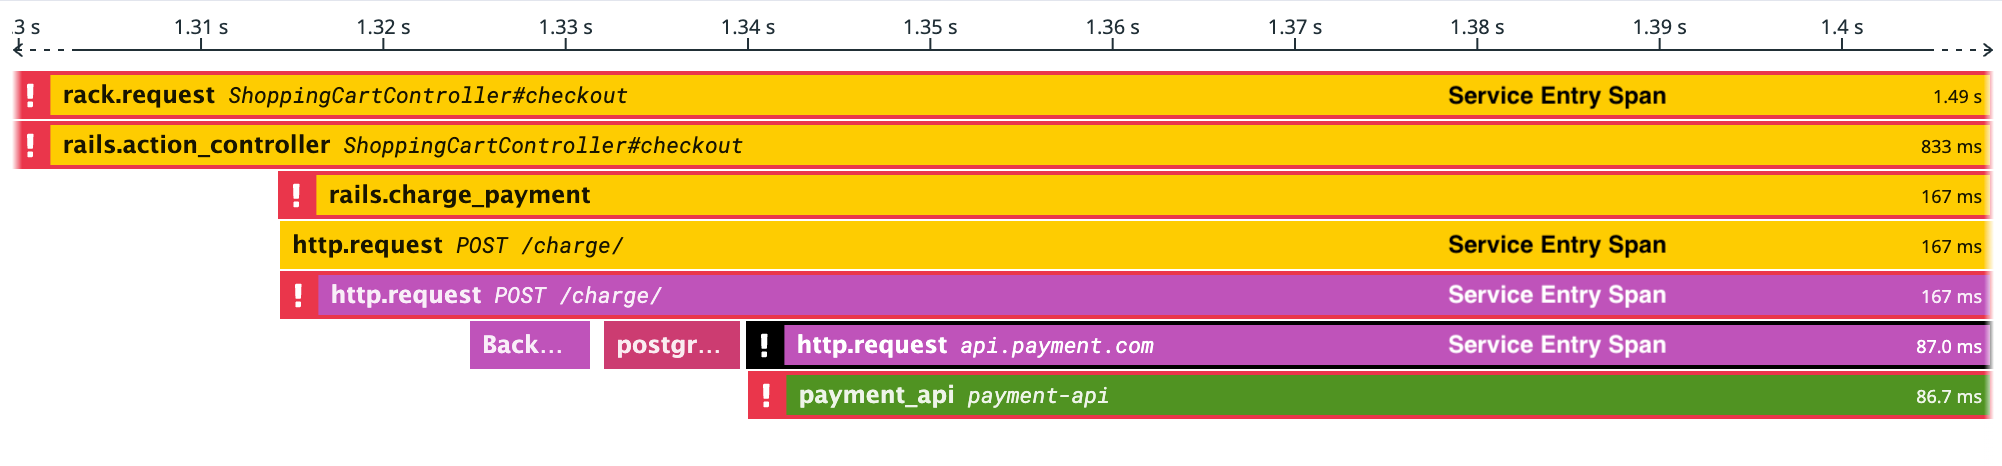 .3 s 1.31 s 1.32 s 1.33 s 1.34 s 1.35 s 1.36 s 1.37 s 1.38 s 1.39 s 1.4 s
! rack.request ShoppingCartController#checkout Service Entry Span 1.49 s
! rails.action_controller ShoppingCartController#checkout 833 ms
! rails.charge_payment 167 ms
http.request POST /charge/ Service Entry Span 167 ms
! http.request POST /charge/ Service Entry Span 167 ms
Back... postgr... ! http.request api.payment.com Service Entry Span 87.0 ms
! payment_api payment-api 86.7 ms